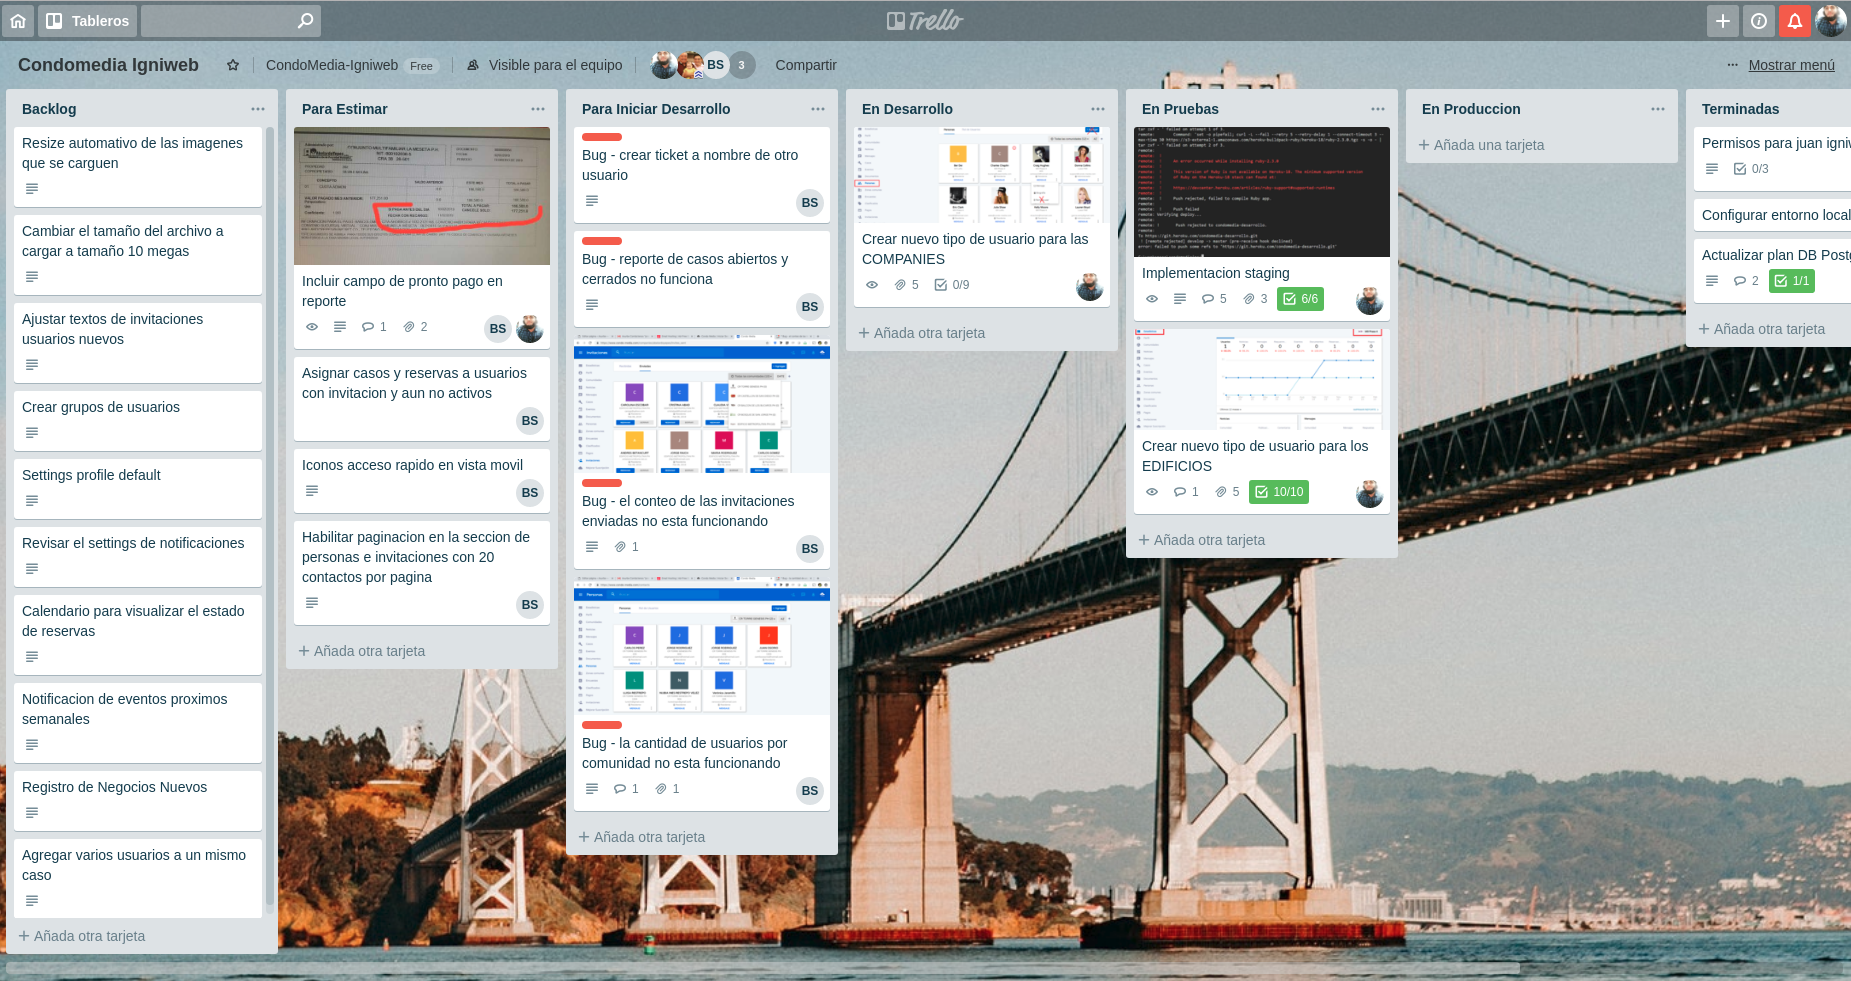 Tableros
Trello
Condomedia Igniweb
CondoMedia-Igniweb Free
Visible para el equipo
BS
3
Compartir
... Mostrar menú
Backlog
Resize automativo de las imagenes
que se carguen
Cambiar el tamaño del archivo a
cargar a tamaño 10 megas
Ajustar textos de invitaciones
usuarios nuevos
Crear grupos de usuarios
Settings profile default
Revisar el settings de notificaciones
Calendario para visualizar el estado
de reservas
Notificacion de eventos proximos
semanales
Registro de Negocios Nuevos
Agregar varios usuarios a un mismo
caso
+ Añada otra tarjeta
Para Estimar
Incluir campo de pronto pago en
reporte
1
2
BS
Asignar casos y reservas a usuarios
con invitacion y aun no activos
BS
Iconos acceso rapido en vista movil
BS
Habilitar paginacion en la seccion de
personas e invitaciones con 20
contactos por pagina
BS
+ Añada otra tarjeta
Para Iniciar Desarrollo
Bug - crear ticket a nombre de otro
usuario
BS
Bug - reporte de casos abiertos y
cerrados no funciona
BS
Invitaciones
Bug - el conteo de las invitaciones
enviadas no esta funcionando
1
BS
Personas
Bug - la cantidad de usuarios por
comunidad no esta funcionando
1
1
BS
+ Añada otra tarjeta
En Desarrollo
Crear nuevo tipo de usuario para las
COMPANIES
5
0/9
+ Añada otra tarjeta
En Pruebas
Implementacion staging
5
3
6/6
Crear nuevo tipo de usuario para los
EDIFICIOS
1
5
10/10
+ Añada otra tarjeta
En Produccion
+ Añada una tarjeta
Terminadas
Permisos para juan igniw
0/3
Configurar entorno local
Actualizar plan DB Postg
2
1/1
+ Añada otra tarjeta